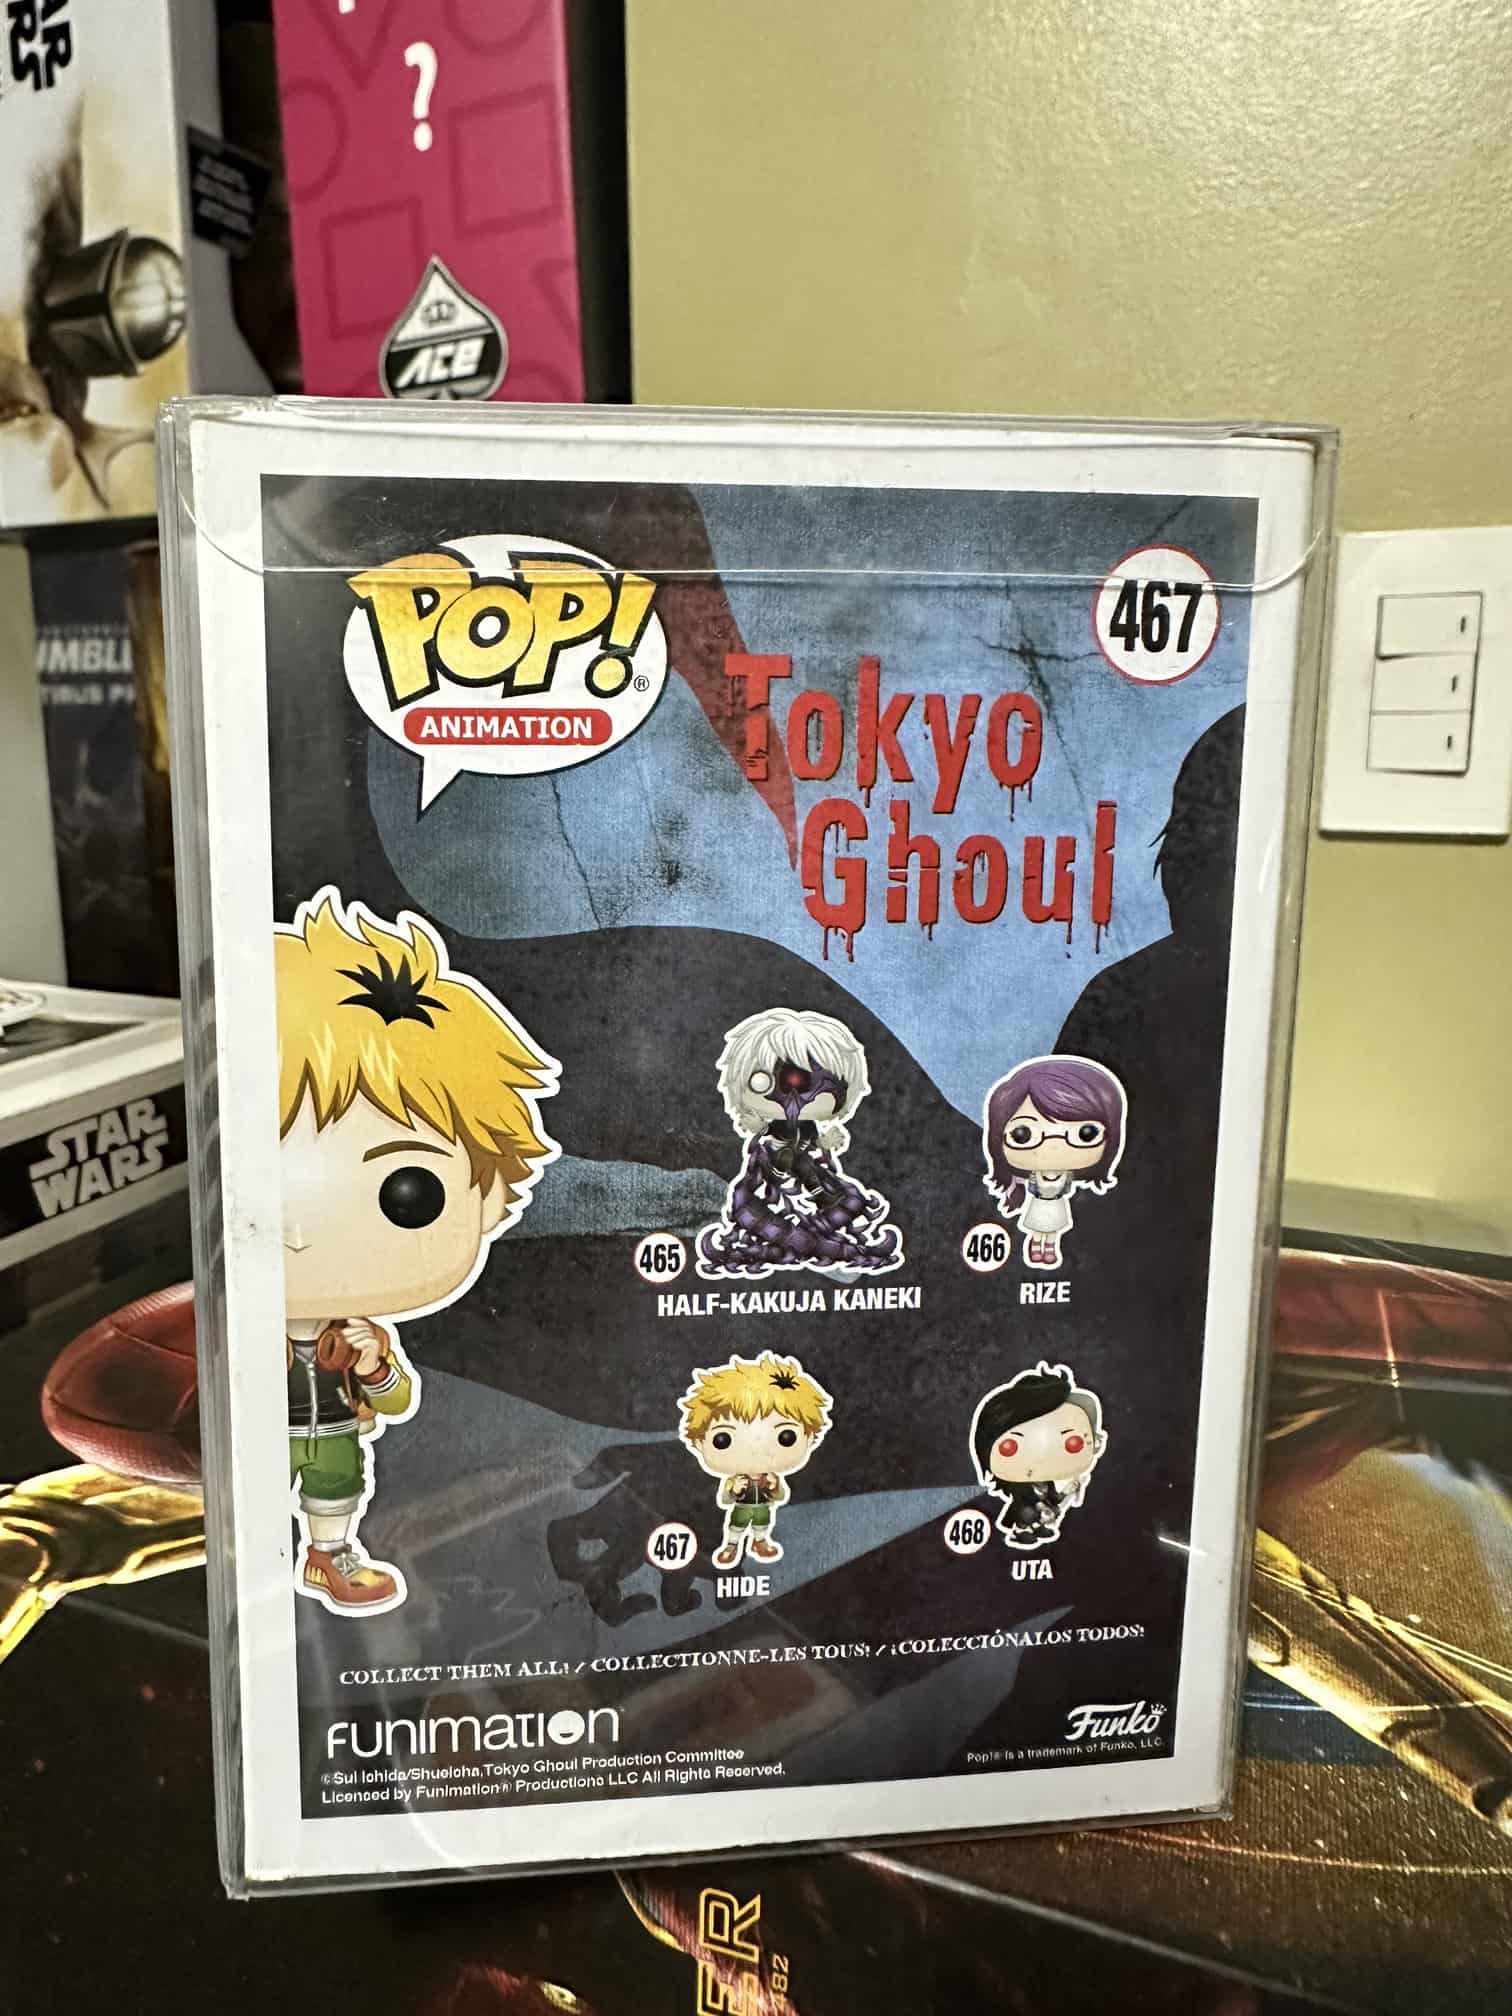 ?
ACE
STAR
WARS
POP!®
ANIMATION
467
Tokyo
Ghoul
465
HALF-KAKUJA KANEKI
466
RIZE
467
HIDE
468
UTA
COLLECT THEM ALL! / COLLECTIONNE-LES TOUS! / ¡COLECCIÓNALOS TODOS!
FUNIMATION
©Sui Ishida/Shueisha,Tokyo Ghoul Production Committee
Licensed by Funimation® Productions LLC All Rights Reserved.
Funko
Pop!® is a trademark of Funko, LLC.